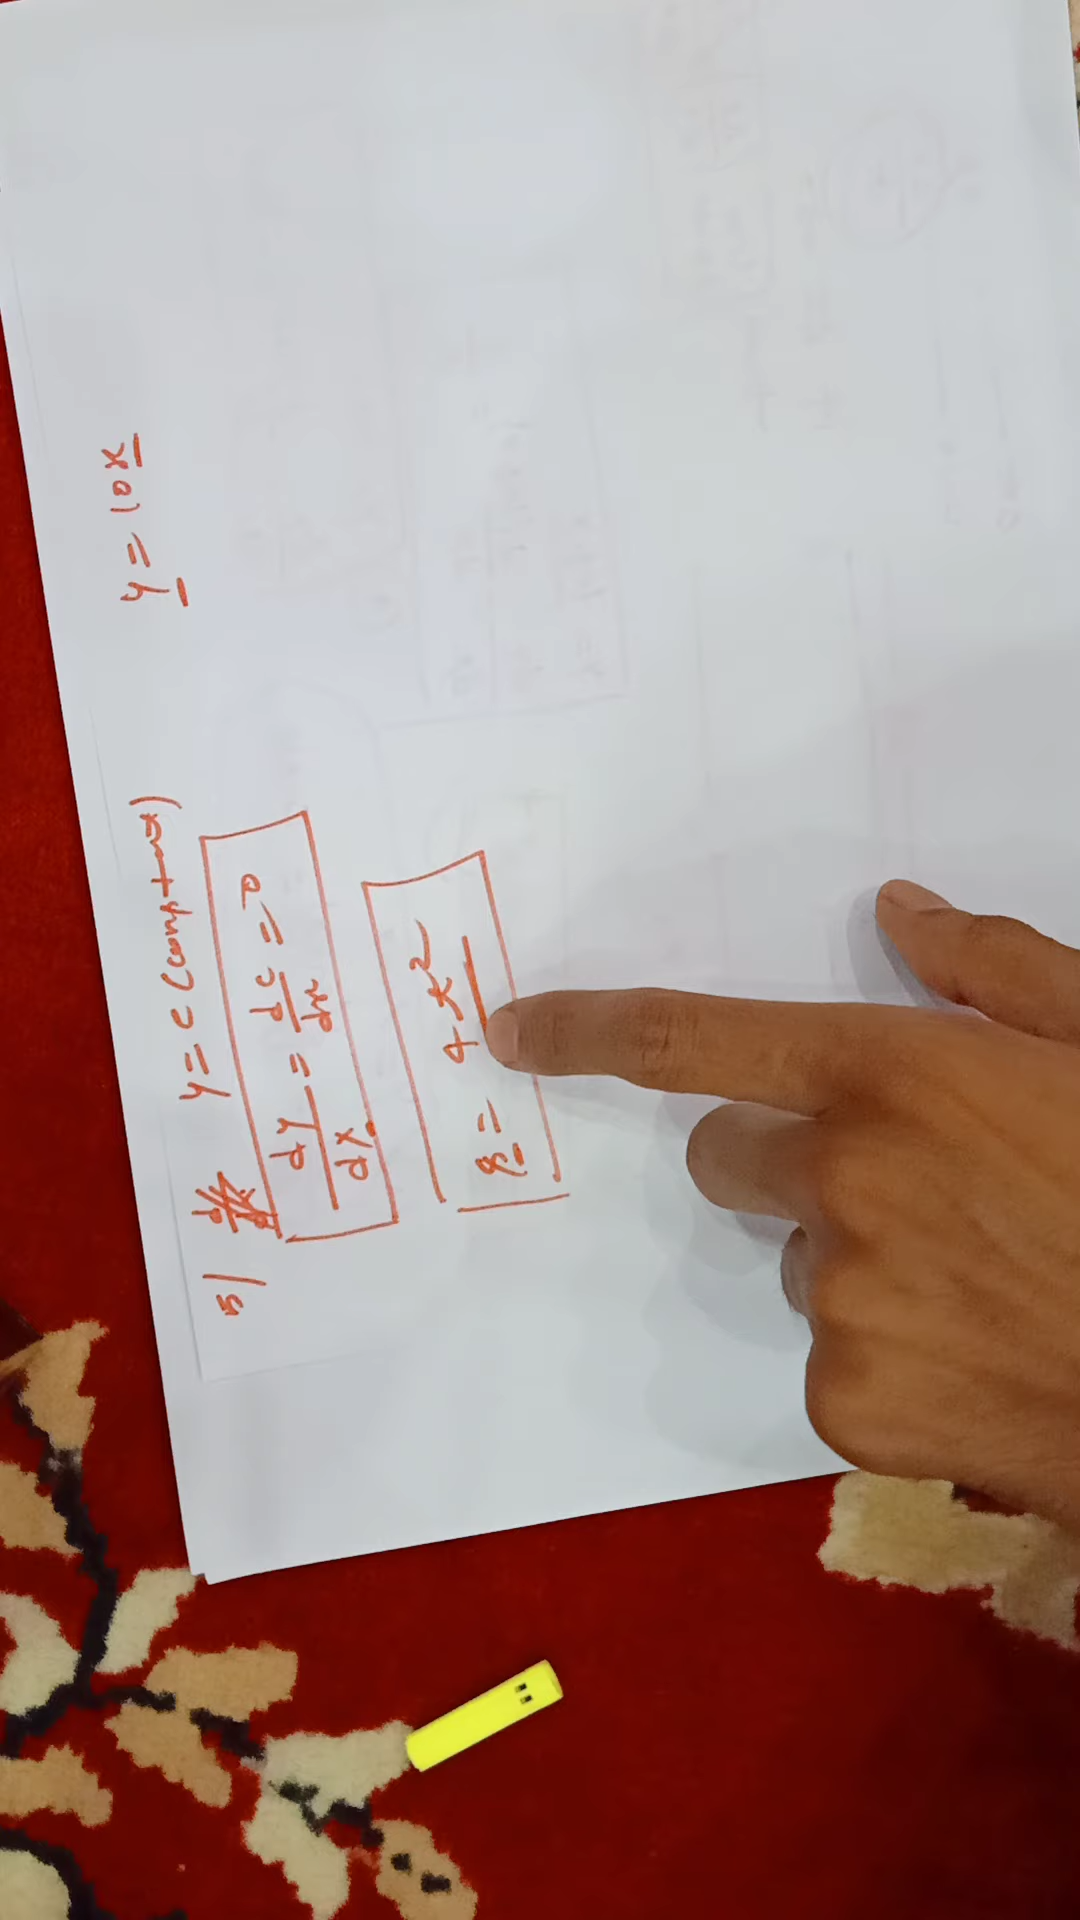 5) y = c (constant) y = 10x
dy/dx = dc/dx = 0
= 4x²